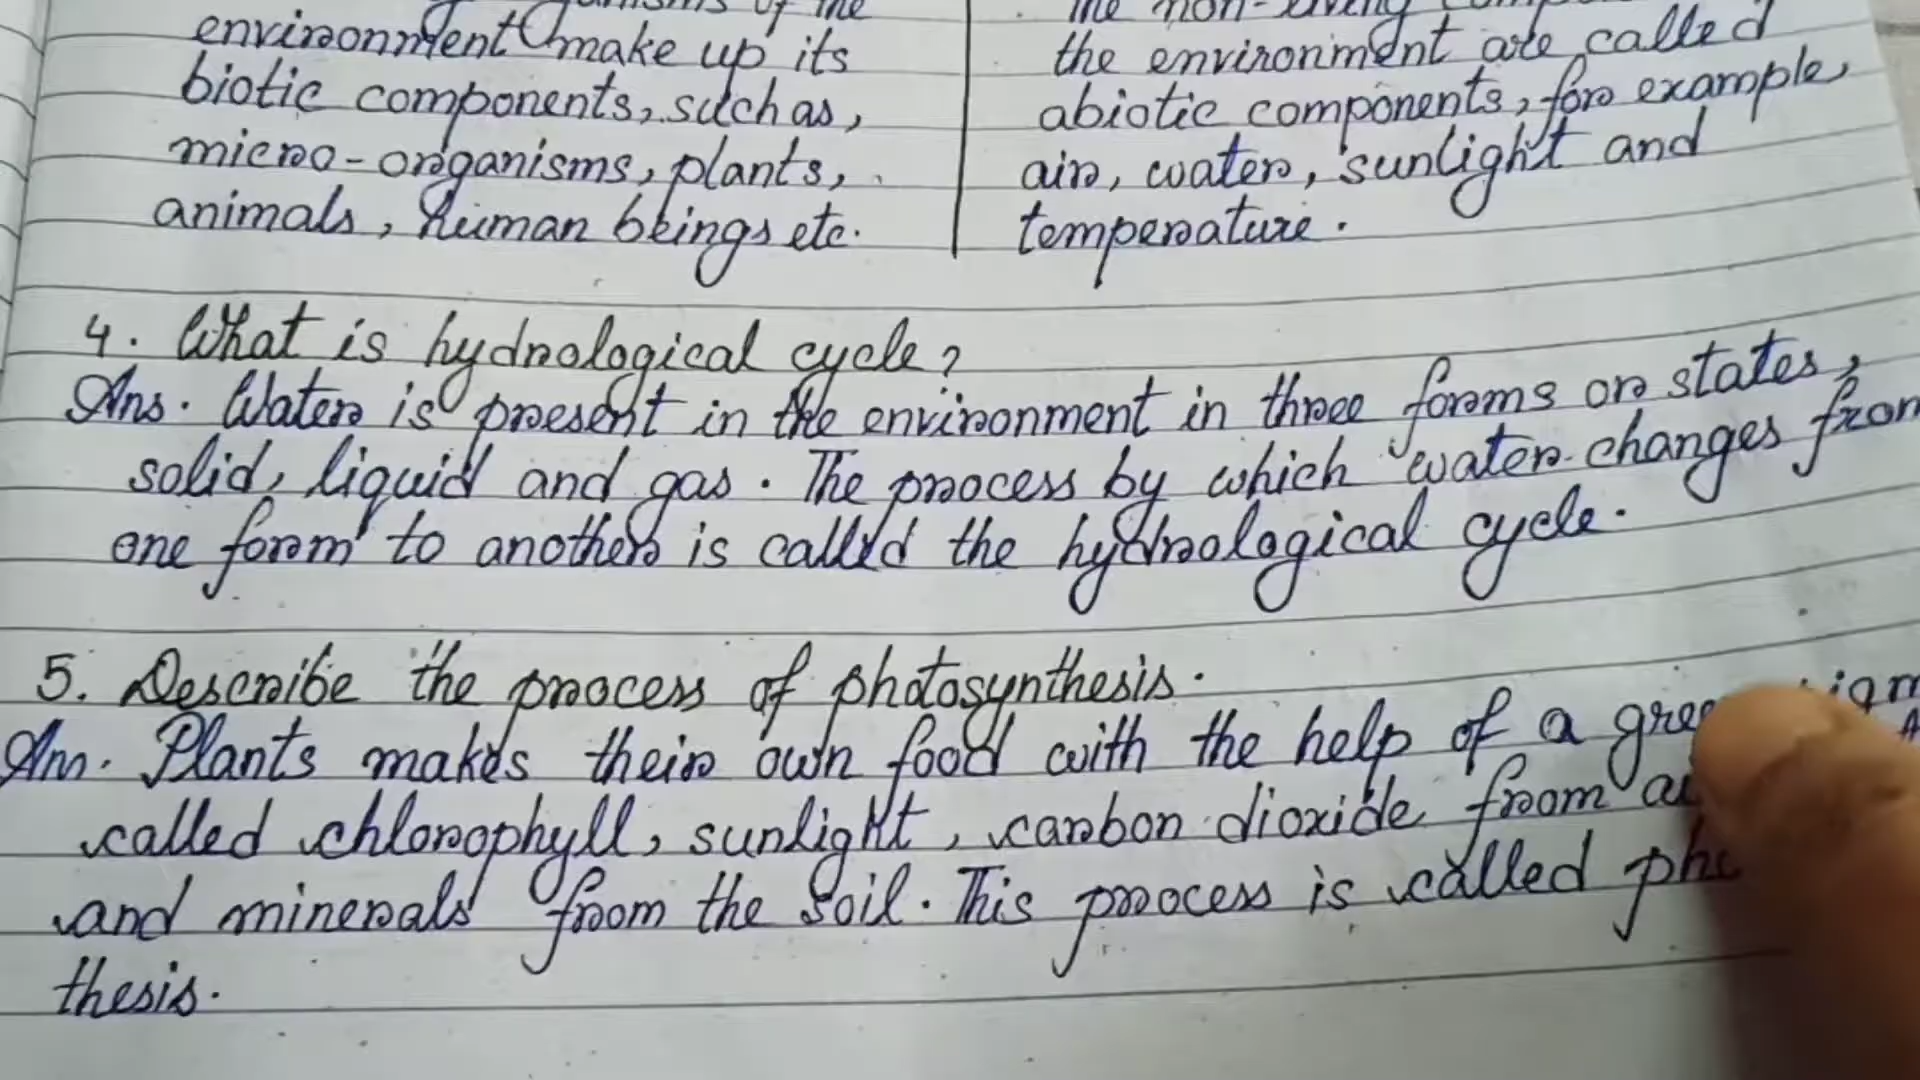 of the
environment make up its
biotic components, such as,
micro-organisms, plants,
animals, human beings etc.
the non-living
the environment are called
abiotic components, for example,
air, water, sunlight and
temperature.
4. What is hydrological cycle?
Ans. Water is present in the environment in three forms or states,
solid, liquid and gas. The process by which water changes from
one form to another is called the hydrological cycle.
5. Describe the process of photosynthesis.
Ans. Plants makes their own food with the help of a
called chlorophyll, sunlight, carbon dioxide from
and minerals from the soil. This process is called
thesis.